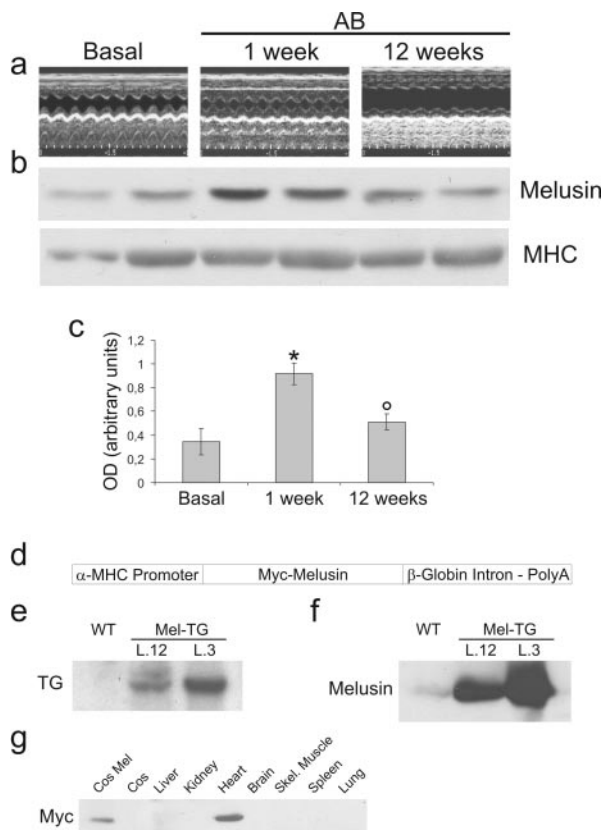 AB
Basal 1 week 12 weeks
a
b
Melusin
MHC
c
OD (arbitrary units)
1,2
1
0,8
0,6
0,4
0,2
0
*
°
Basal 1 week 12 weeks
d
α-MHC Promoter Myc-Melusin β-Globin Intron - PolyA
e
WT Mel-TG
L.12 L.3
TG
f
WT Mel-TG
L.12 L.3
Melusin
g
Cos Mel Cos Liver Kidney Heart Brain Skel. Muscle Spleen Lung
Myc